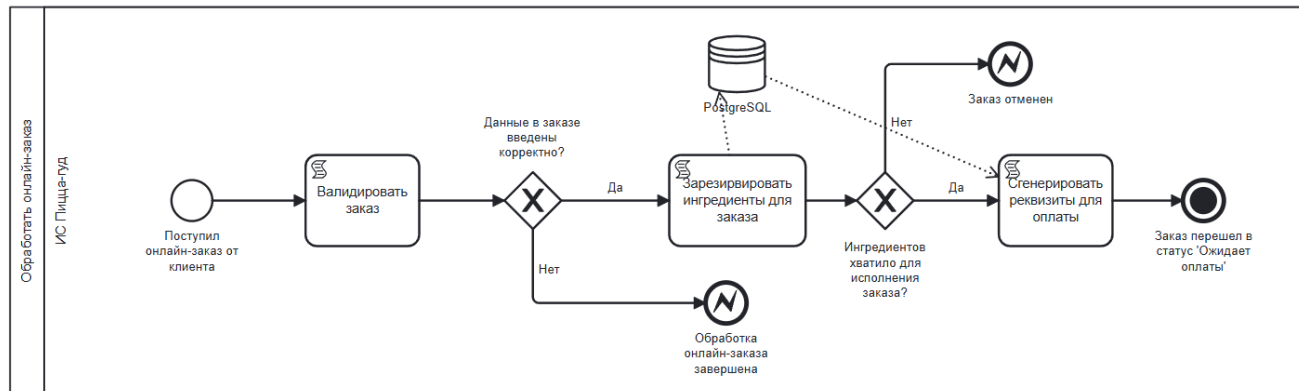 Обработать онлайн-заказ
ИС Пицца-гуд
Поступил
онлайн-заказ от
клиента
Валидировать
заказ
Данные в заказе
введены
корректно?
Да
Нет
Обработка
онлайн-заказа
завершена
PostgreSQL
Зарезирвировать
ингредиенты для
заказа
Ингредиентов
хватило для
исполнения
заказа?
Нет
Заказ отменен
Да
Сгенерировать
реквизиты для
оплаты
Заказ перешел в
статус 'Ожидает
оплаты'